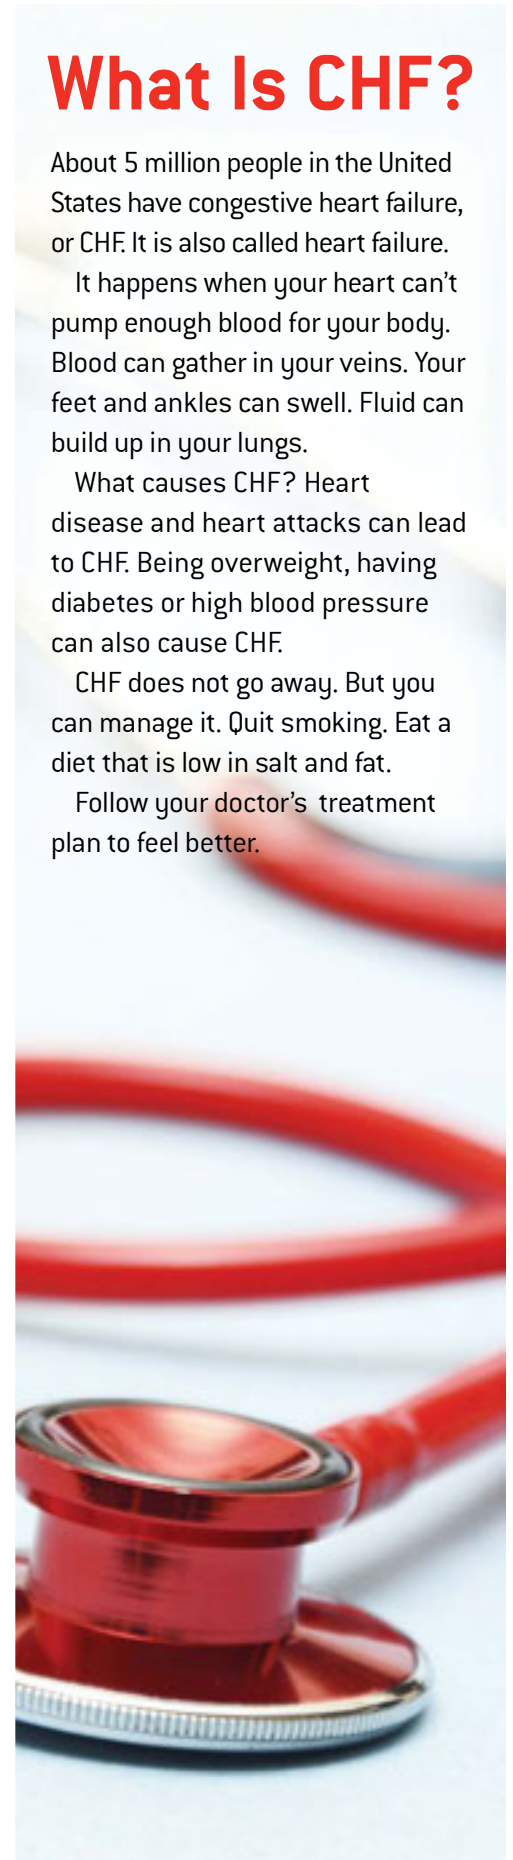 What Is CHF?
About 5 million people in the United
States have congestive heart failure,
or CHF. It is also called heart failure.
It happens when your heart can't
pump enough blood for your body.
Blood can gather in your veins. Your
feet and ankles can swell. Fluid can
build up in your lungs.
What causes CHF? Heart
disease and heart attacks can lead
to CHF. Being overweight, having
diabetes or high blood pressure
can also cause CHF.
CHF does not go away. But you
can manage it. Quit smoking. Eat a
diet that is low in salt and fat.
Follow your doctor's treatment
plan to feel better.